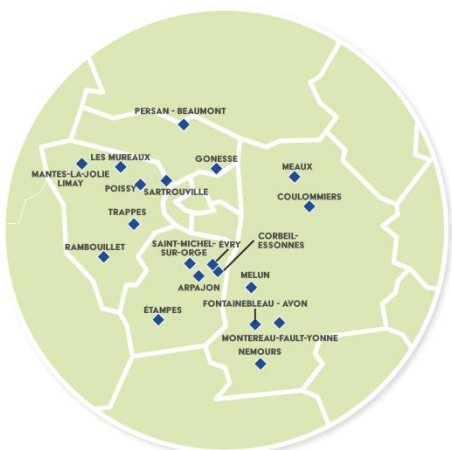 PERSAN - BEAUMONT
LES MUREAUX
GONESSE
MEAUX
MANTES-LA-JOLIE
LIMAY
POISSY
SARTROUVILLE
COULOMMIERS
TRAPPES
RAMBOUILLET
SAINT-MICHEL-
SUR-ORGE
ÉVRY
CORBEIL-
ESSONNES
ARPAJON
MELUN
ÉTAMPES
FONTAINEBLEAU - AVON
MONTEREAU-FAULT-YONNE
NEMOURS